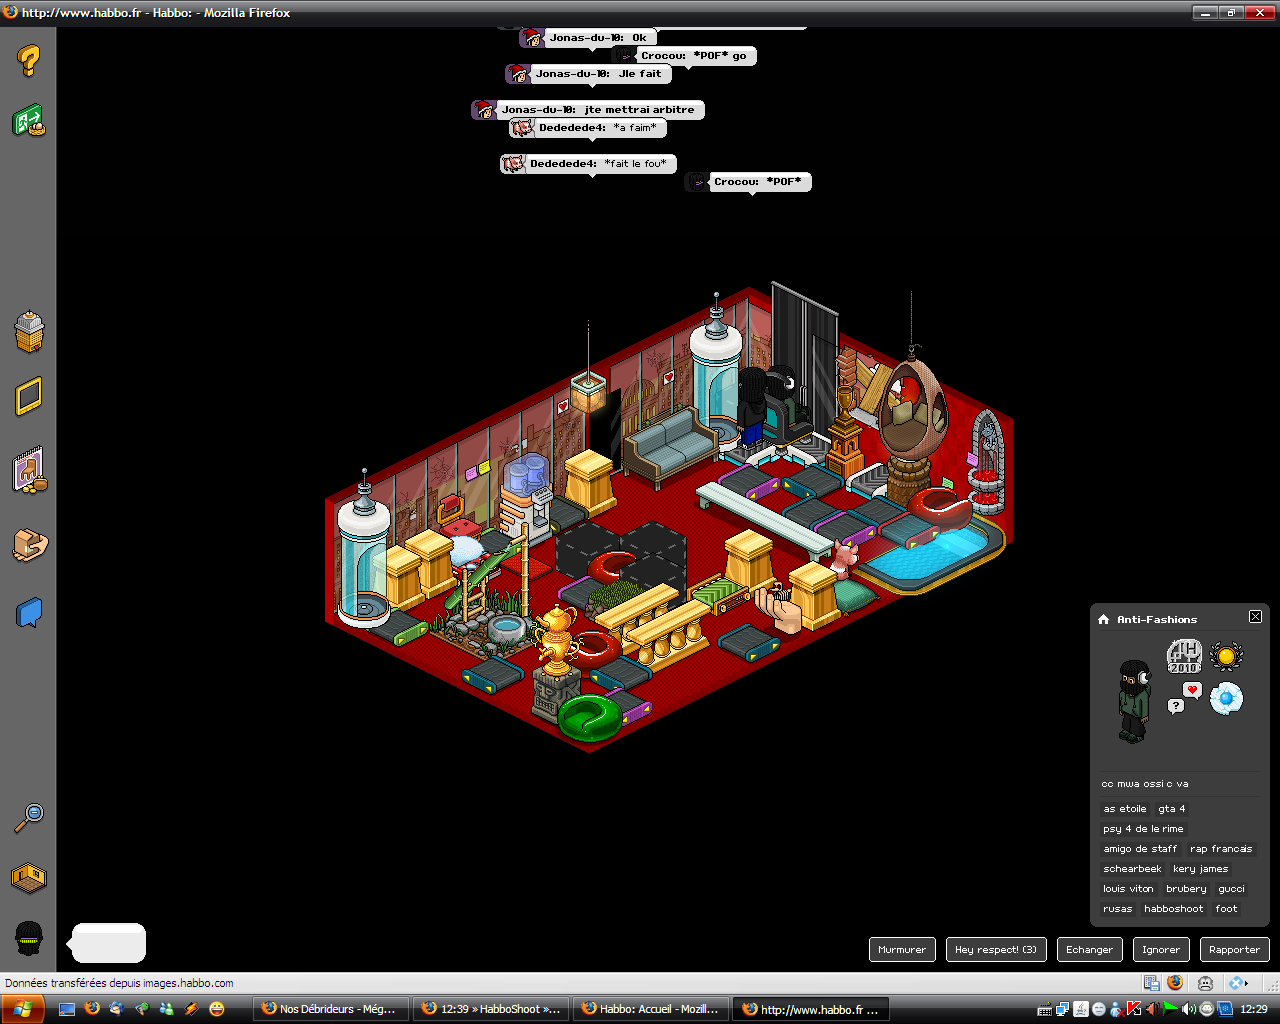 http://www.habbo.fr - Habbo: - Mozilla Firefox
Jonas-du-10: Ok
Crocou: *POF* go
Jonas-du-10: Jle fait
Jonas-du-10: jte mettrai arbitre
Dededede4: *a faim*
Dededede4: *fait le fou*
Crocou: *POF*
Anti-Fashions
H
2010
?
cc mwa ossi c va
as etoile gta 4
psy 4 de le rime
amigo de staff rap francais
schearbeek kery james
louis viton brubery gucci
rusas habboshoot foot
Murmurer Hey respect! (3) Echanger Ignorer Rapporter
Données transférées depuis images.habbo.com
Nos Débrideurs - Még... 12:39 » HabboShoot »... Habbo: Accueil - Mozill... http://www.habbo.fr ... 12:29